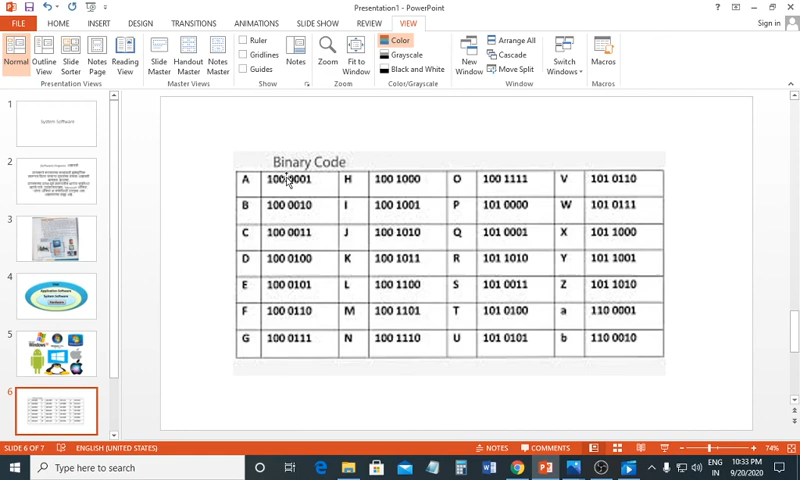 Presentation1 - PowerPoint
Sign in
FILE HOME INSERT DESIGN TRANSITIONS ANIMATIONS SLIDE SHOW REVIEW VIEW
Normal
Outline View
Slide Sorter
Notes Page
Reading View
Presentation Views
Slide Master
Handout Master
Notes Master
Master Views
Ruler
Gridlines
Guides
Show
Notes
Zoom
Fit to Window
Zoom
Color
Grayscale
Black and White
Color/Grayscale
New Window
Arrange All
Cascade
Move Split
Switch Windows
Window
Macros
Macros
1
System Software
2
3
4
Application Software
System Software
5
6
Binary Code
A 100 0001 H 100 1000 O 100 1111 V 101 0110
B 100 0010 I 100 1001 P 101 0000 W 101 0111
C 100 0011 J 100 1010 Q 101 0001 X 101 1000
D 100 0100 K 100 1011 R 101 1010 Y 101 1001
E 100 0101 L 100 1100 S 101 0011 Z 101 1010
F 100 0110 M 100 1101 T 101 0100 a 110 0001
G 100 0111 N 100 1110 U 101 0101 b 110 0010
SLIDE 6 OF 7 ENGLISH (UNITED STATES) NOTES COMMENTS 74%
Type here to search
ENG
IN
10:33 PM
9/20/2020